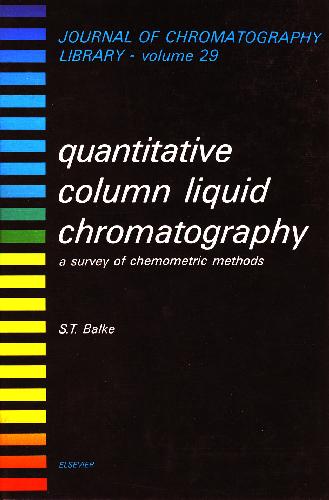 JOURNAL OF CHROMATOGRAPHY
LIBRARY - volume 29
quantitative
column liquid
chromatography
a survey of chemometric methods
S.T. Balke
ELSEVIER